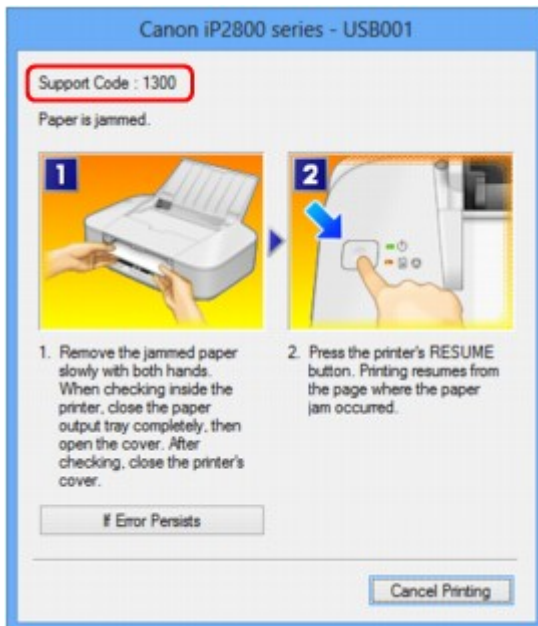 Canon iP2800 series - USB001
Support Code : 1300
Paper is jammed.
1
2
1. Remove the jammed paper
slowly with both hands.
When checking inside the
printer, close the paper
output tray completely, then
open the cover. After
checking, close the printer's
cover.
2. Press the printer's RESUME
button. Printing resumes from
the page where the paper
jam occurred.
If Error Persists
Cancel Printing